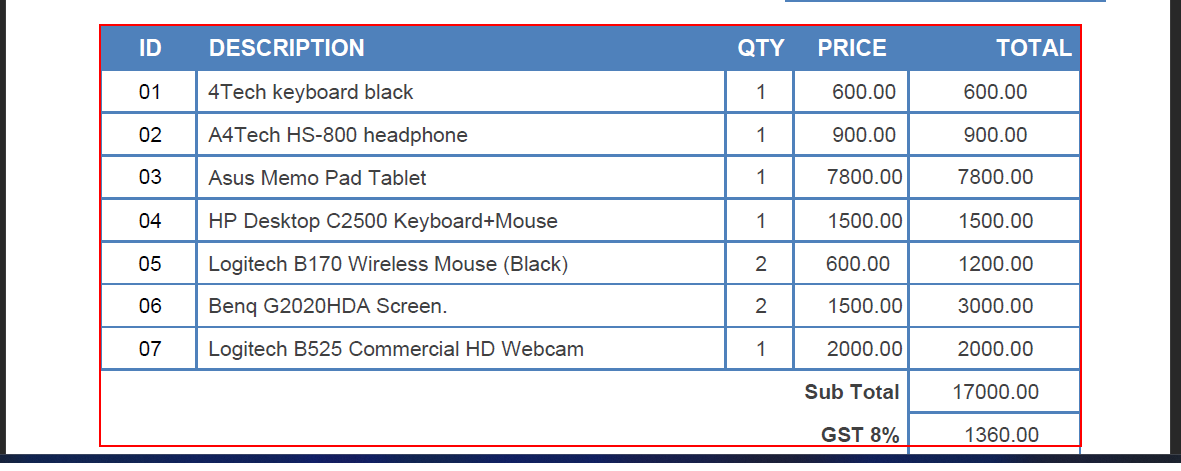 ID DESCRIPTION QTY PRICE TOTAL
01 4Tech keyboard black 1 600.00 600.00
02 A4Tech HS-800 headphone 1 900.00 900.00
03 Asus Memo Pad Tablet 1 7800.00 7800.00
04 HP Desktop C2500 Keyboard+Mouse 1 1500.00 1500.00
05 Logitech B170 Wireless Mouse (Black) 2 600.00 1200.00
06 Benq G2020HDA Screen. 2 1500.00 3000.00
07 Logitech B525 Commercial HD Webcam 1 2000.00 2000.00
Sub Total 17000.00
GST 8% 1360.00